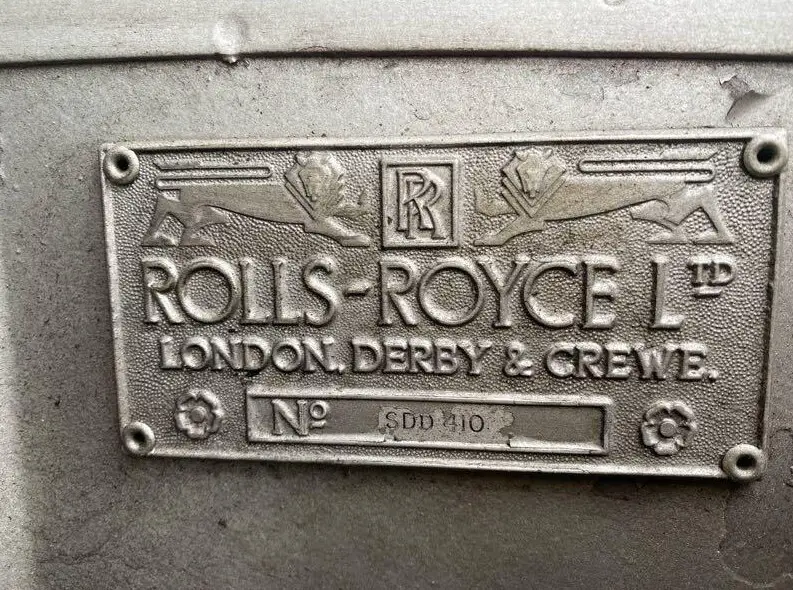 RR
ROLLS-ROYCE LTD
LONDON. DERBY & CREWE.
Nº SDD 410